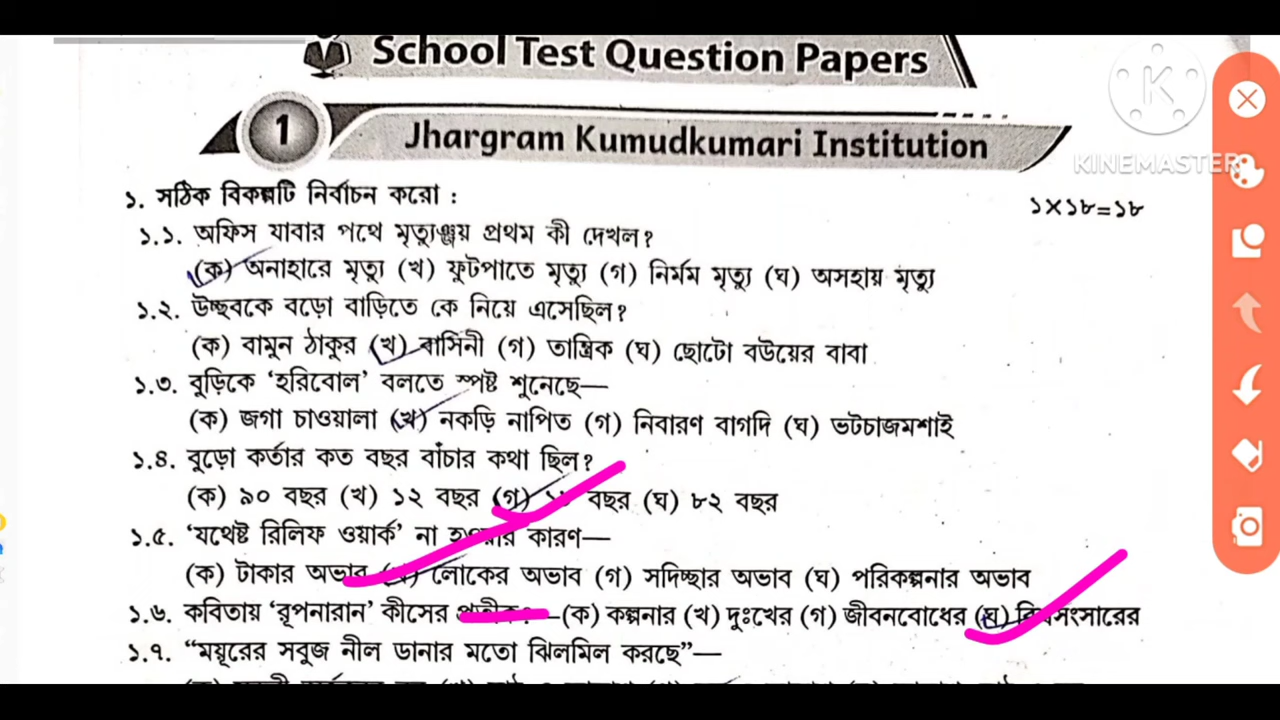 School Test Question Papers
1
Jhargram Kumudkumari Institution
KINEMASTER
১. সঠিক বিকল্পটি নির্বাচন করো :
১×১৮=১৮
১.১. অফিস যাবার পথে মৃত্যুঞ্জয় প্রথম কী দেখল?
(ক) অনাহারে মৃত্যু (খ) ফুটপাতে মৃত্যু (গ) নির্মম মৃত্যু (ঘ) অসহায় মৃত্যু
১.২. উচ্ছবকে বড়ো বাড়িতে কে নিয়ে এসেছিল?
(ক) বামুন ঠাকুর (খ) বাসিনী (গ) তান্ত্রিক (ঘ) ছোটো বউয়ের বাবা
১.৩. বুড়িকে ‘হরিবোল’ বলতে স্পষ্ট শুনেছে—
(ক) জগা চাওয়ালা (খ) নকড়ি নাপিত (গ) নিবারণ বাগদি (ঘ) ভটচাজমশাই
১.৪. বুড়ো কর্তার কত বছর বাঁচার কথা ছিল?
(ক) ৯০ বছর (খ) ১২ বছর (গ) বছর (ঘ) ৮২ বছর
১.৫. ‘যথেষ্ট রিলিফ ওয়ার্ক’ না হওয়ার কারণ—
(ক) টাকার অভাব (খ) লোকের অভাব (গ) সদিচ্ছার অভাব (ঘ) পরিকল্পনার অভাব
১.৬. কবিতায় ‘রূপনারান’ কীসের প্রতীক?—(ক) কল্পনার (খ) দুঃখের (গ) জীবনবোধের (ঘ) বিশ্বসংসারের
১.৭. “ময়ূরের সবুজ নীল ডানার মতো ঝিলমিল করছে”—